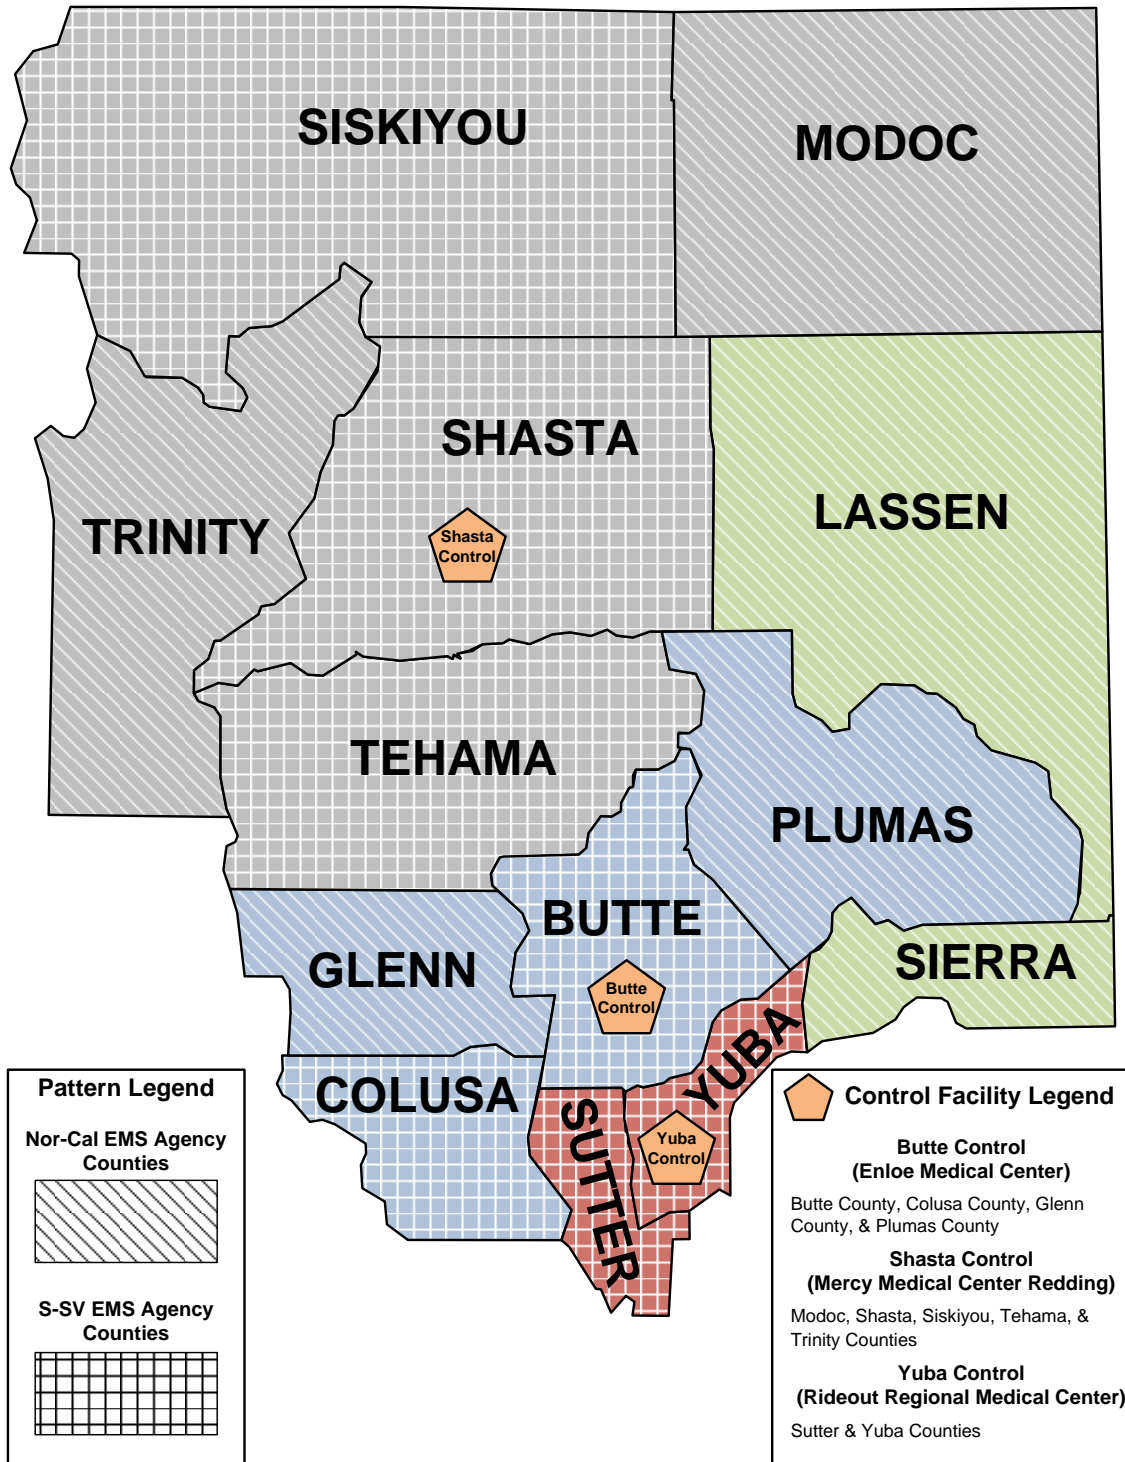 SISKIYOU
MODOC
SHASTA
Shasta
Control
LASSEN
TRINITY
TEHAMA
PLUMAS
BUTTE
Butte
Control
GLENN
SIERRA
YUBA
COLUSA
SUTTER
Yuba
Control
Pattern Legend
Nor-Cal EMS Agency
Counties
S-SV EMS Agency
Counties
Control Facility Legend
Butte Control
(Enloe Medical Center)
Butte County, Colusa County, Glenn
County, & Plumas County
Shasta Control
(Mercy Medical Center Redding)
Modoc, Shasta, Siskiyou, Tehama, &
Trinity Counties
Yuba Control
(Rideout Regional Medical Center)
Sutter & Yuba Counties